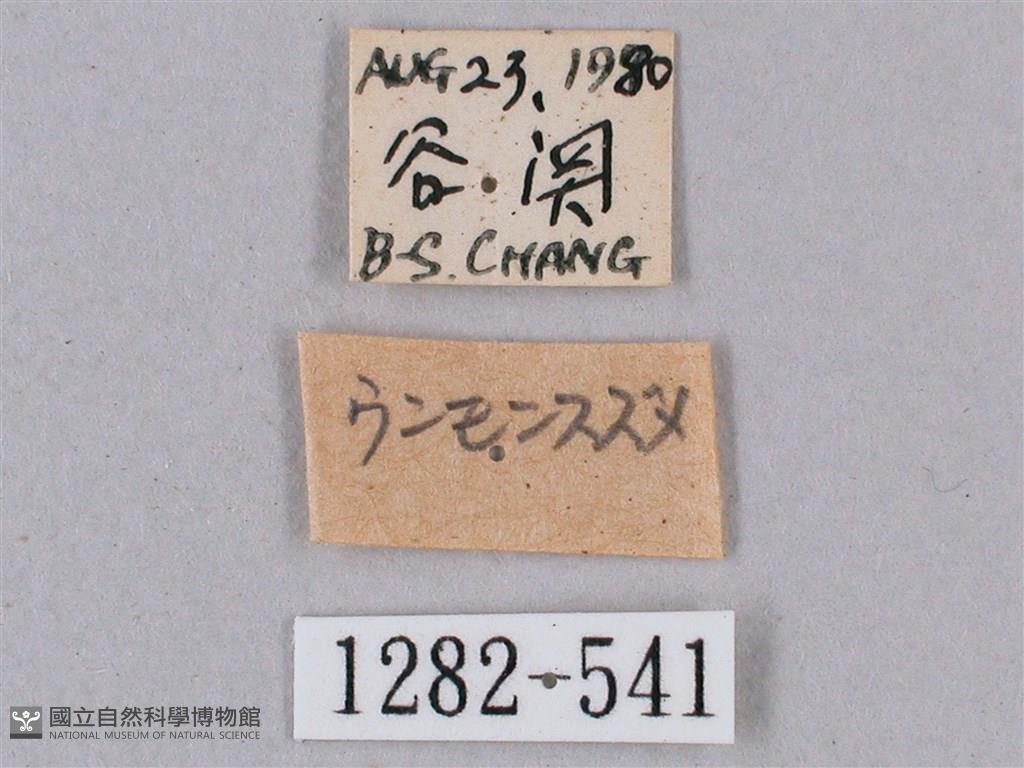 AUG 23, 1980
谷関
B-S. CHANG
ウンモンスズメ
1282-541
國立自然科學博物館
NATIONAL MUSEUM OF NATURAL SCIENCE